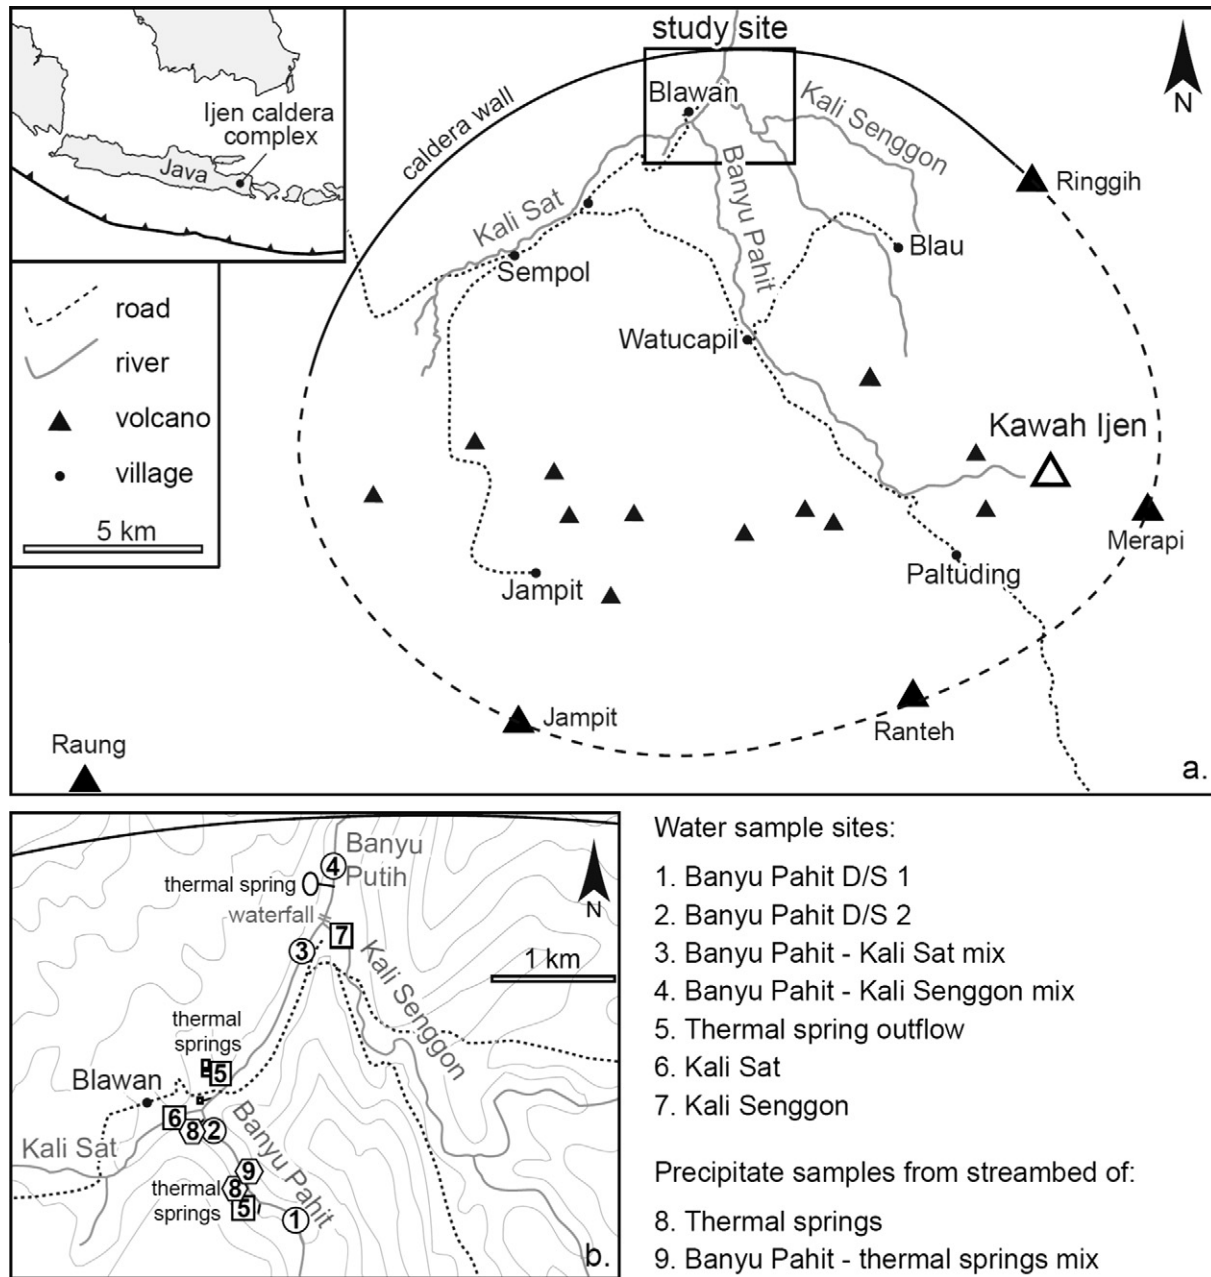 study site
Ijen caldera
complex
Java
caldera wall
Blawan
Kali Senggon
N
Ringgih
Kali Sat
Banyu Pahit
Sempol
Blau
road
river
volcano
village
5 km
Watucapil
Kawah Ijen
Merapi
Jampit
Paltuding
Jampit
Ranteh
Raung
a.
Banyu
Putih
4
thermal spring
N
waterfall
7
3
1 km
Kali Senggon
thermal
springs
5
Blawan
6
8
2
Banyu Pahit
Kali Sat
9
8
thermal
springs
5
1
b.
Water sample sites:
1. Banyu Pahit D/S 1
2. Banyu Pahit D/S 2
3. Banyu Pahit - Kali Sat mix
4. Banyu Pahit - Kali Senggon mix
5. Thermal spring outflow
6. Kali Sat
7. Kali Senggon
Precipitate samples from streambed of:
8. Thermal springs
9. Banyu Pahit - thermal springs mix